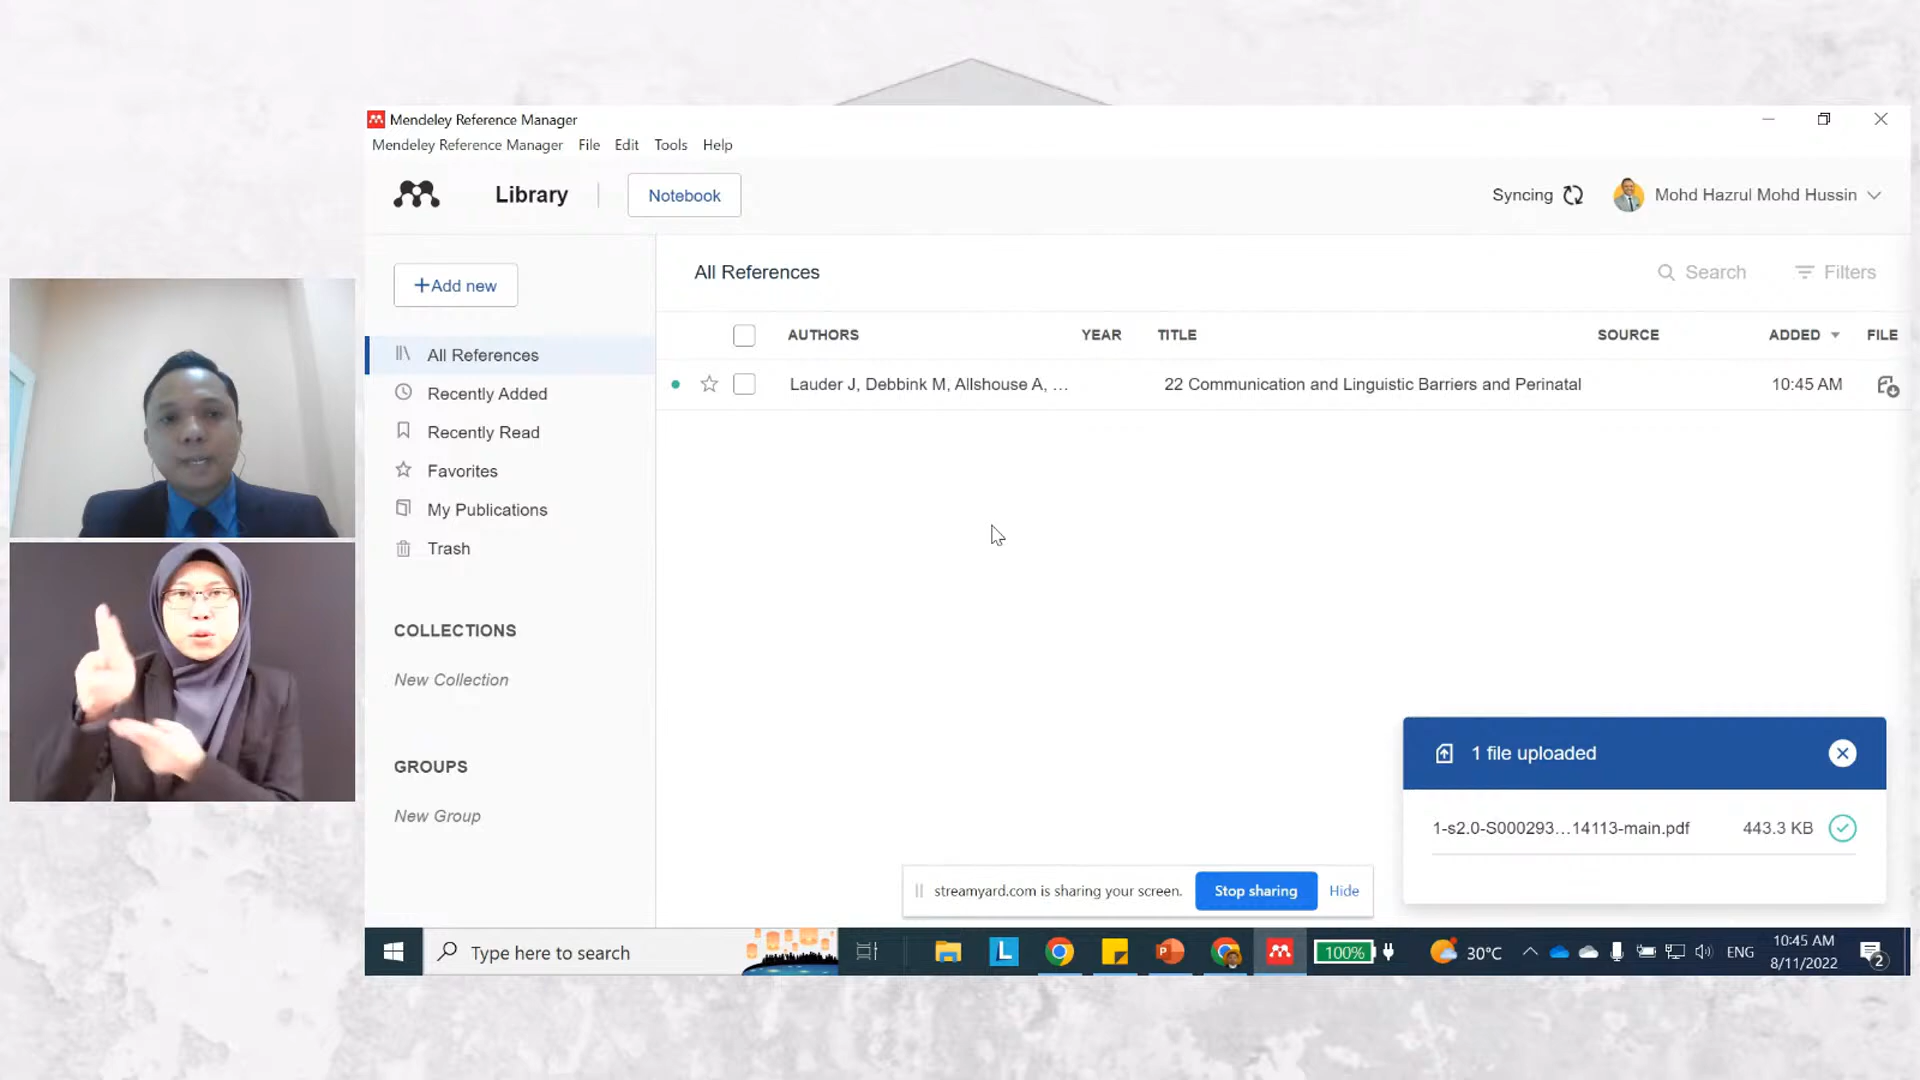 Mendeley Reference Manager
Mendeley Reference Manager File Edit Tools Help
Library Notebook
Syncing Mohd Hazrul Mohd Hussin
+Add new
All References
Recently Added
Recently Read
Favorites
My Publications
Trash
COLLECTIONS
New Collection
GROUPS
New Group
All References
Search Filters
AUTHORS YEAR TITLE SOURCE ADDED FILE
Lauder J, Debbink M, Allshouse A, ... 22 Communication and Linguistic Barriers and Perinatal 10:45 AM
1 file uploaded
1-s2.0-S000293...14113-main.pdf 443.3 KB
streamyard.com is sharing your screen. Stop sharing Hide
Type here to search
L
P
100%
30°C
ENG
10:45 AM
8/11/2022
2